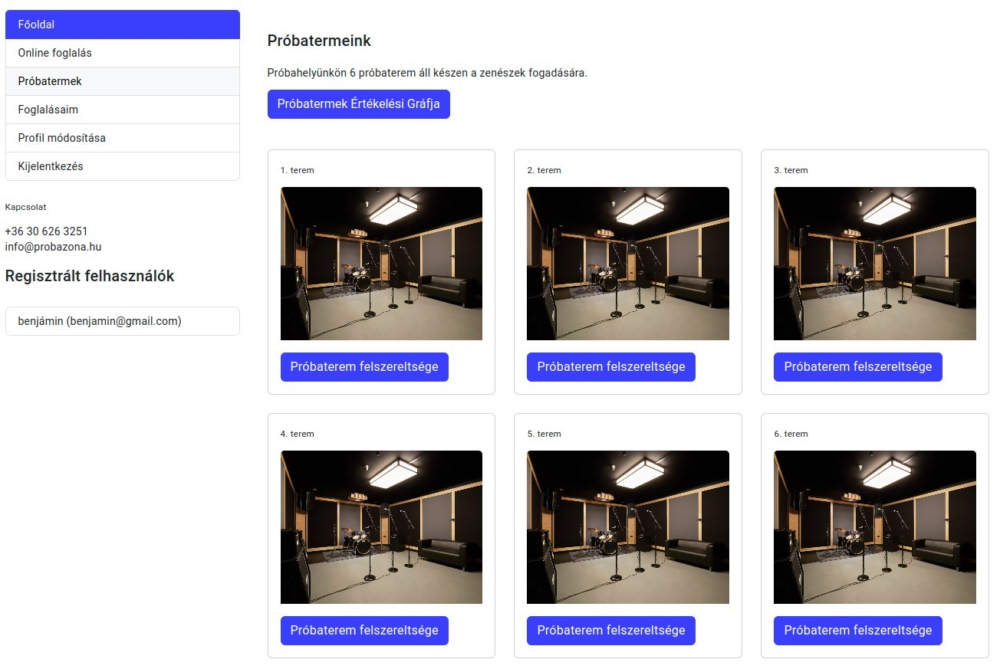 Főoldal
Online foglalás
Próbatermek
Foglalásaim
Profil módosítása
Kijelentkezés
Kapcsolat
+36 30 626 3251
info@probazona.hu
Regisztrált felhasználók
benjámin (benjamin@gmail.com)
Próbatermeink
Próbahelyünkön 6 próbaterem áll készen a zenészek fogadására.
Próbatermek Értékelési Gráfja
1. terem
Próbaterem felszereltsége
2. terem
Próbaterem felszereltsége
3. terem
Próbaterem felszereltsége
4. terem
Próbaterem felszereltsége
5. terem
Próbaterem felszereltsége
6. terem
Próbaterem felszereltsége